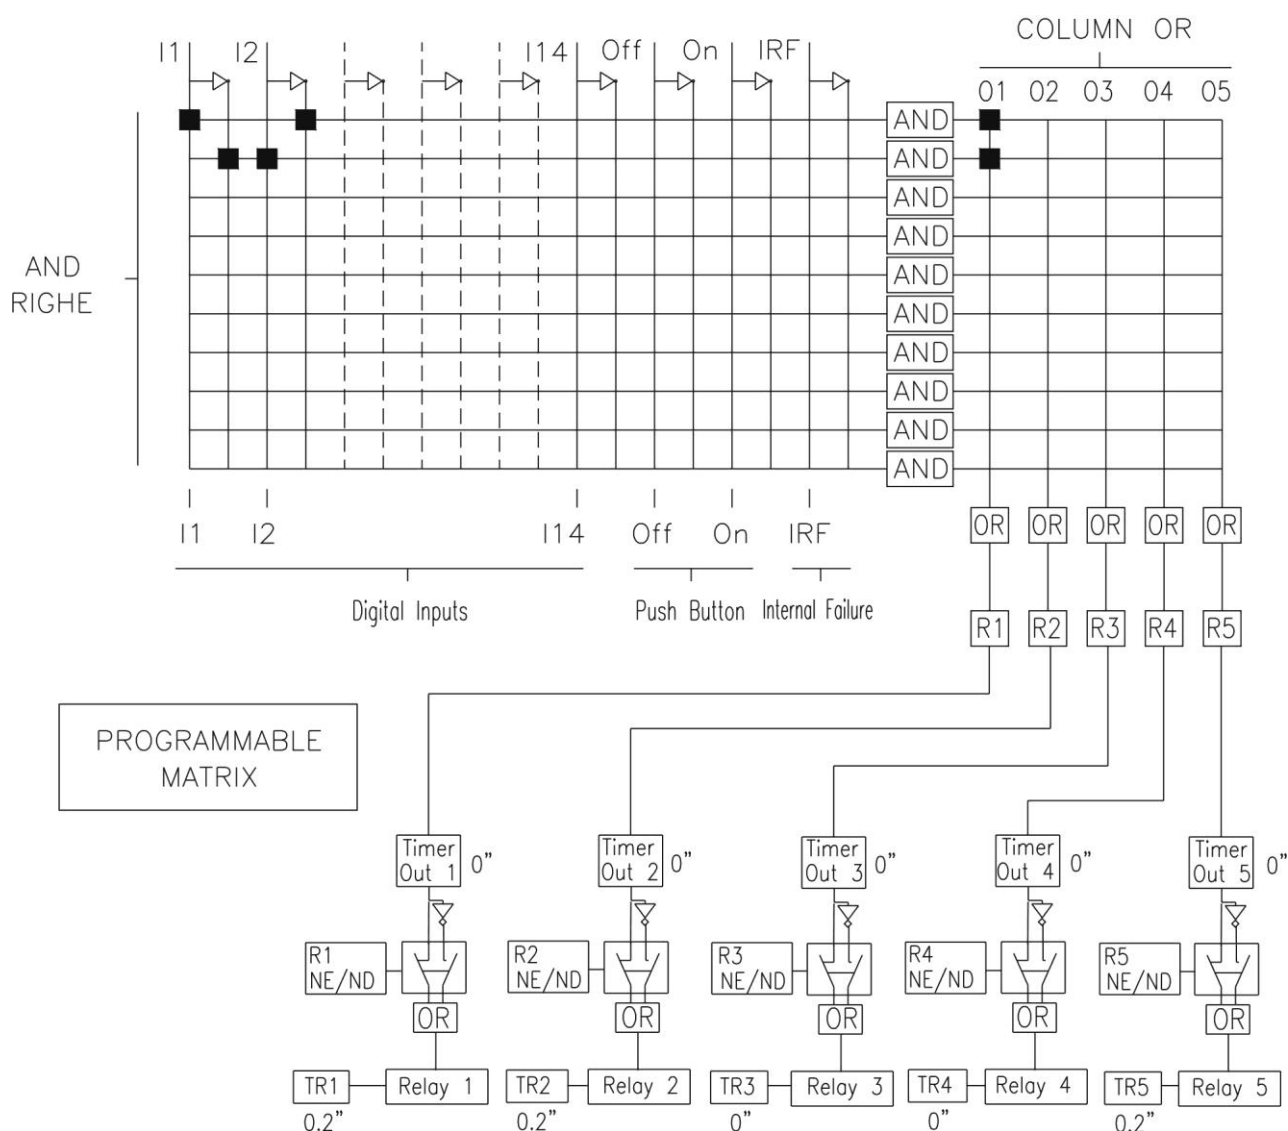 COLUMN OR
I1 I2 I14 Off On IRF
O1 O2 O3 O4 O5
AND
AND
AND
AND
AND
AND
AND
AND
AND
AND
AND
RIGHE
I1 I2 I14 Off On IRF
OR OR OR OR OR
Digital Inputs Push Button Internal Failure
R1 R2 R3 R4 R5
PROGRAMMABLE
MATRIX
Timer
Out 1 0"
Timer
Out 2 0"
Timer
Out 3 0"
Timer
Out 4 0"
Timer
Out 5 0"
R1
NE/ND
R2
NE/ND
R3
NE/ND
R4
NE/ND
R5
NE/ND
OR OR OR OR OR
TR1 Relay 1 TR2 Relay 2 TR3 Relay 3 TR4 Relay 4 TR5 Relay 5
0.2" 0.2" 0" 0" 0.2"